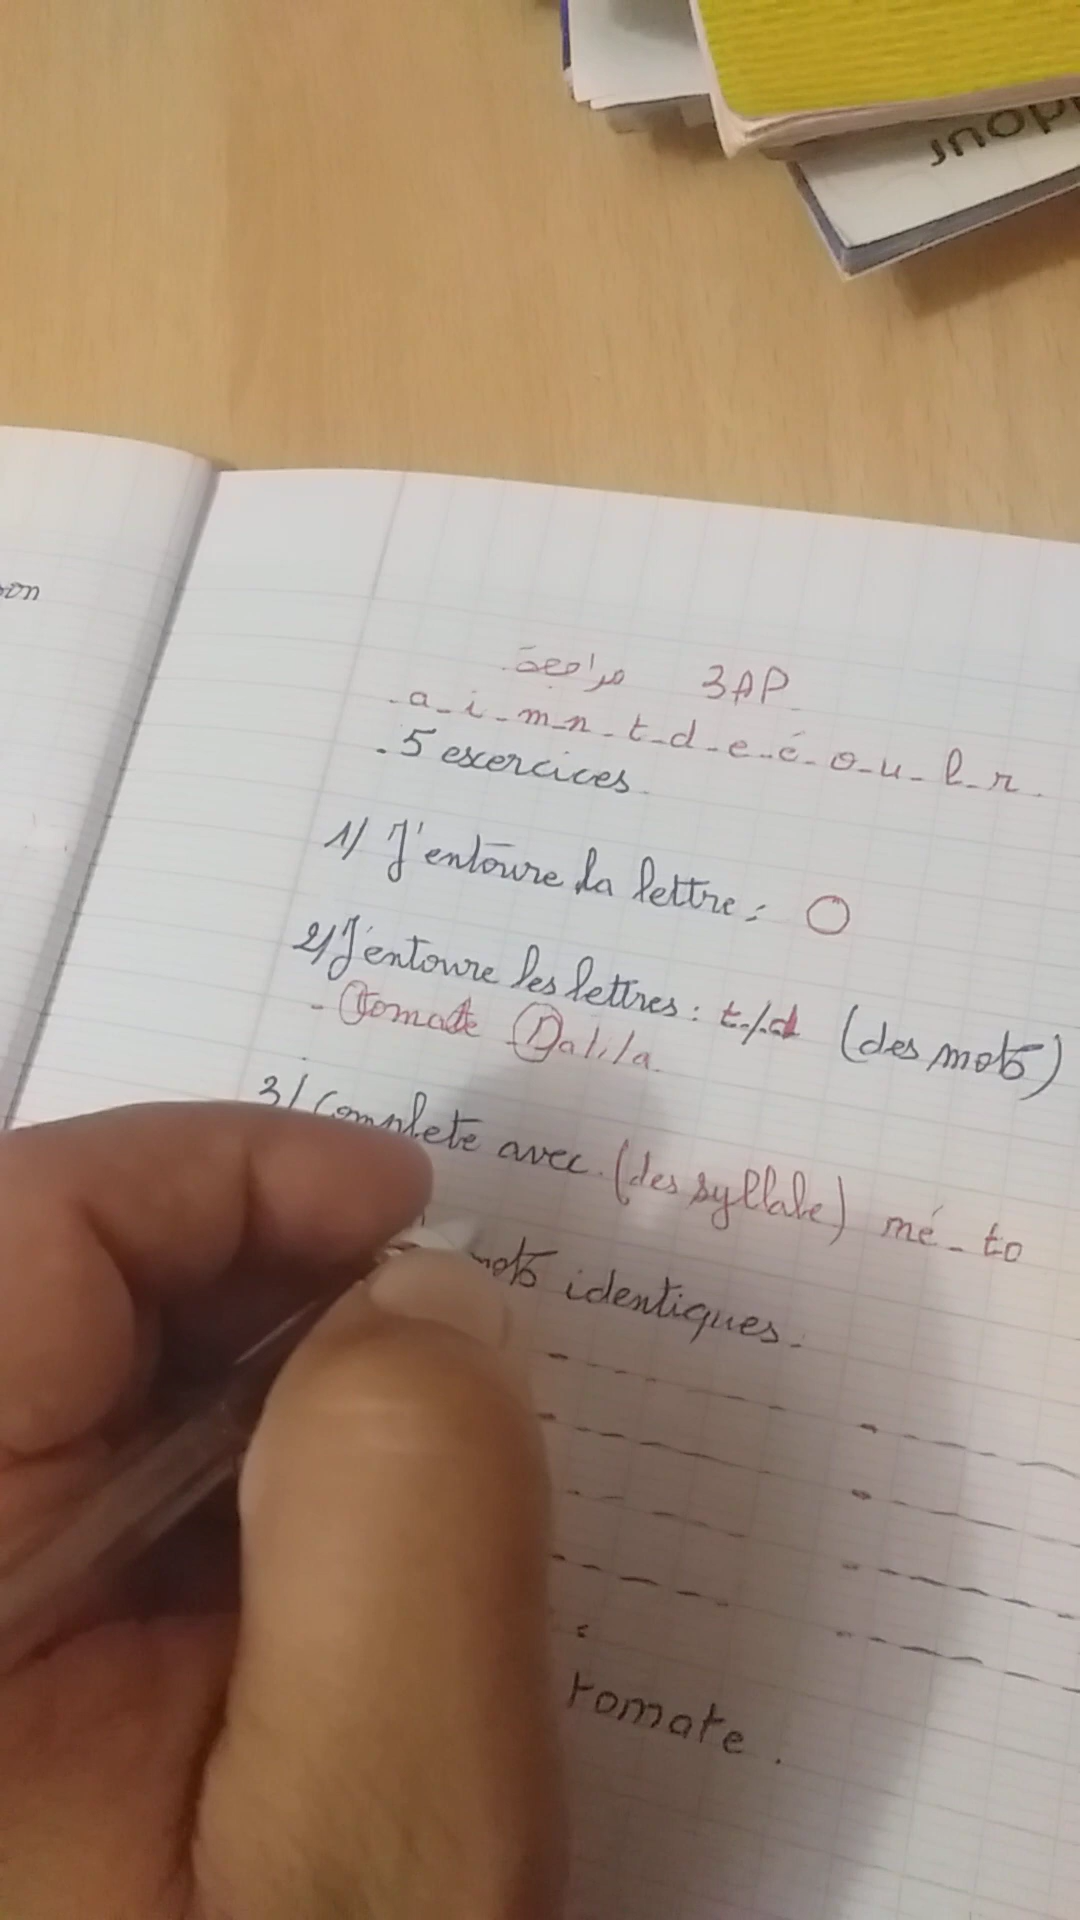 مراجعة 3AP
.a-i-m-n-t-d-e-é-o-u-l-r.
.5 exercices.
1/ J'entoure la lettre : O
2/ J'entoure les lettres : t/d (des mots)
- tomate Dalila.
3/ Complete avec (des syllabe) mé-to
mots identiques.
tomate.